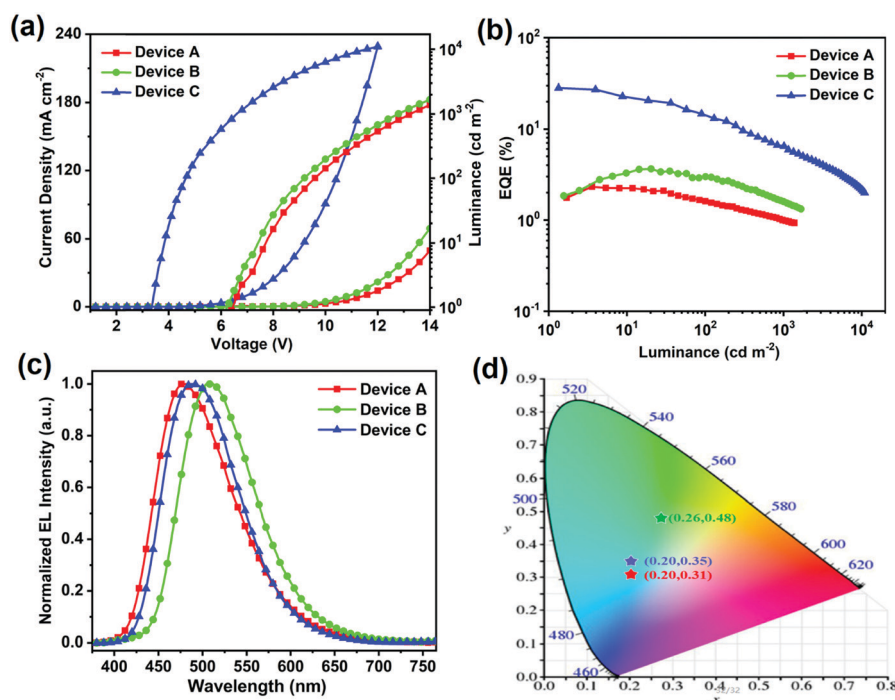 (a)
240
180
120
60
0
Current Density (mA cm⁻²)
Device A
Device B
Device C
10⁴
10³
10²
10¹
10⁰
Luminance (cd m⁻²)
2 4 6 8 10 12 14
Voltage (V)
(b)
10²
10¹
10⁰
10⁻¹
EQE (%)
Device A
Device B
Device C
10⁰ 10¹ 10² 10³ 10⁴
Luminance (cd m⁻²)
(c)
1.0
0.8
0.6
0.4
0.2
0.0
Normalized EL Intensity (a.u.)
Device A
Device B
Device C
400 450 500 550 600 650 700 750
Wavelength (nm)
(d)
0.9
0.8
0.7
0.6
0.5
0.4
0.3
0.2
0.1
0.0
y
520
540
560
500
580
600
620
480
460
(0.26,0.48)
(0.20,0.35)
(0.20,0.31)
0.0 0.1 0.2 0.3 0.4 0.5 0.6 0.7 0.8
x